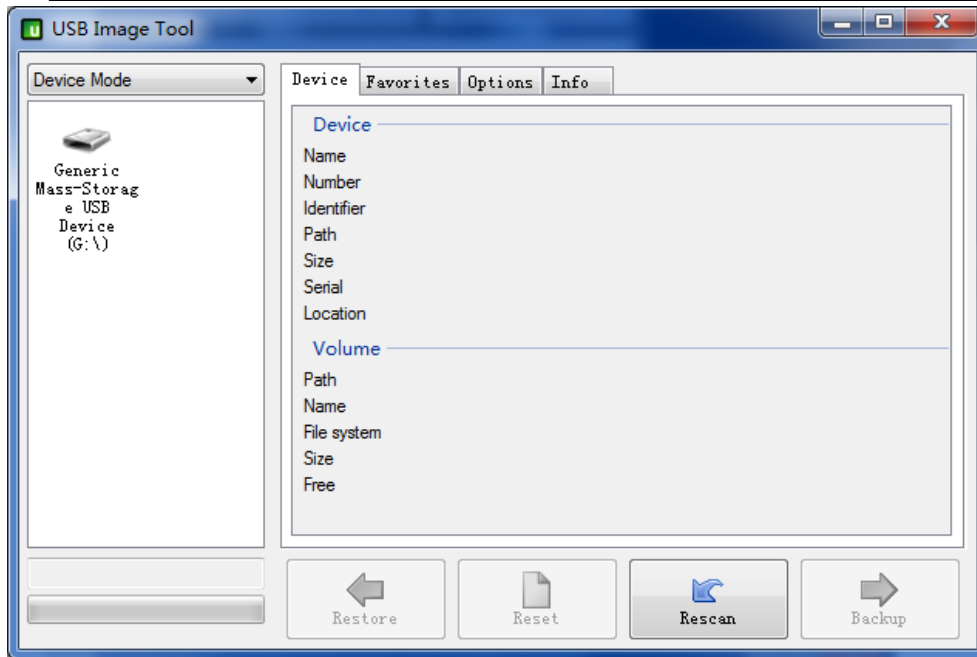 USB Image Tool
Device Mode
Generic
Mass-Storag
e USB
Device
(G:\)
Device Favorites Options Info
Device
Name
Number
Identifier
Path
Size
Serial
Location
Volume
Path
Name
File system
Size
Free
Restore Reset Rescan Backup